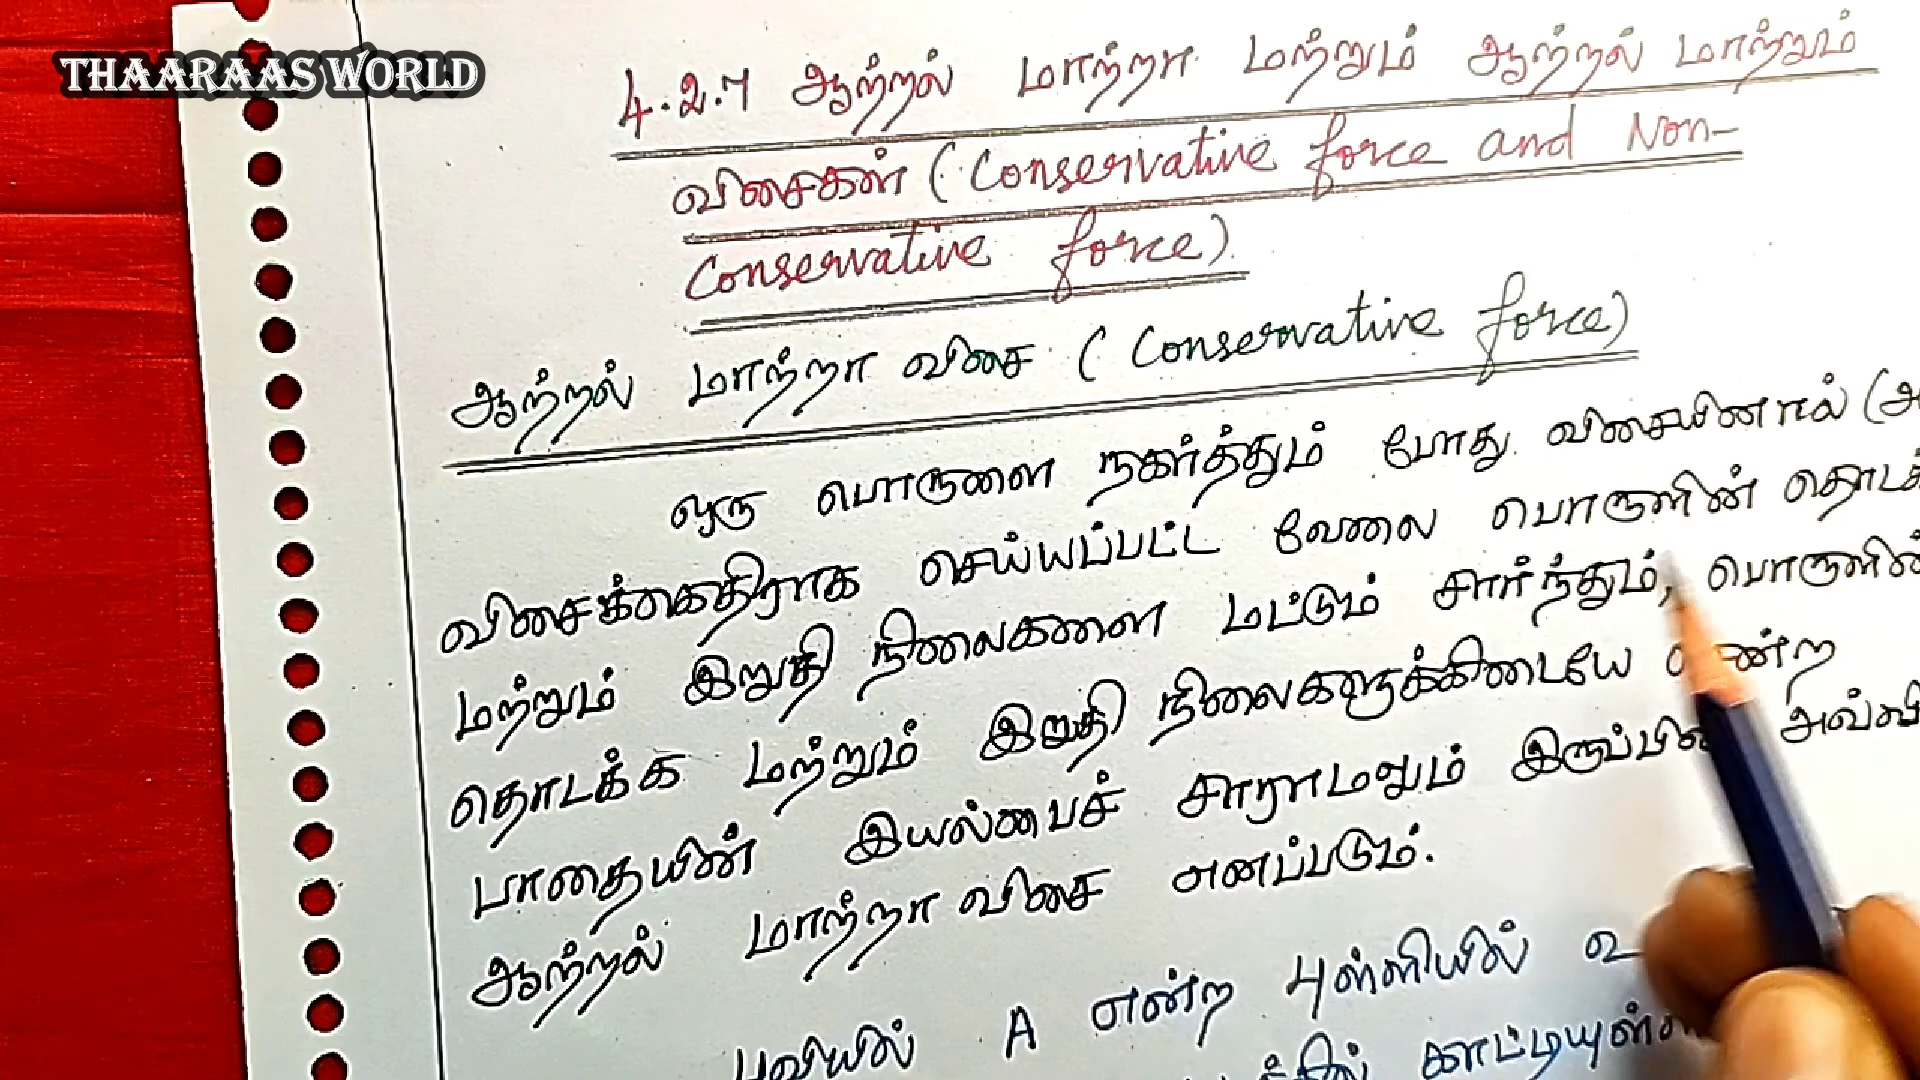 THAARAAS WORLD
4.2.7 ஆற்றல் மாற்றா மற்றும் ஆற்றல் மாற்றும்
விசைகள் (Conservative force and Non-
Conservative force)
ஆற்றல் மாற்றா விசை (Conservative force)
ஒரு பொருளை நகர்த்தும் போது விசையினால் (அ
விசைக்கெதிராக செய்யப்பட்ட வேலை பொருளின் தொடக்
மற்றும் இறுதி நிலைகளை மட்டும் சார்ந்தும், பொருளின்
தொடக்க மற்றும் இறுதி நிலைகளுக்கிடையே
பாதையின் இயல்பைச் சாராமலும் இருப்பின் அவ்வி
ஆற்றல் மாற்றா விசை எனப்படும்.
புவியில் A என்ற புள்ளியில்